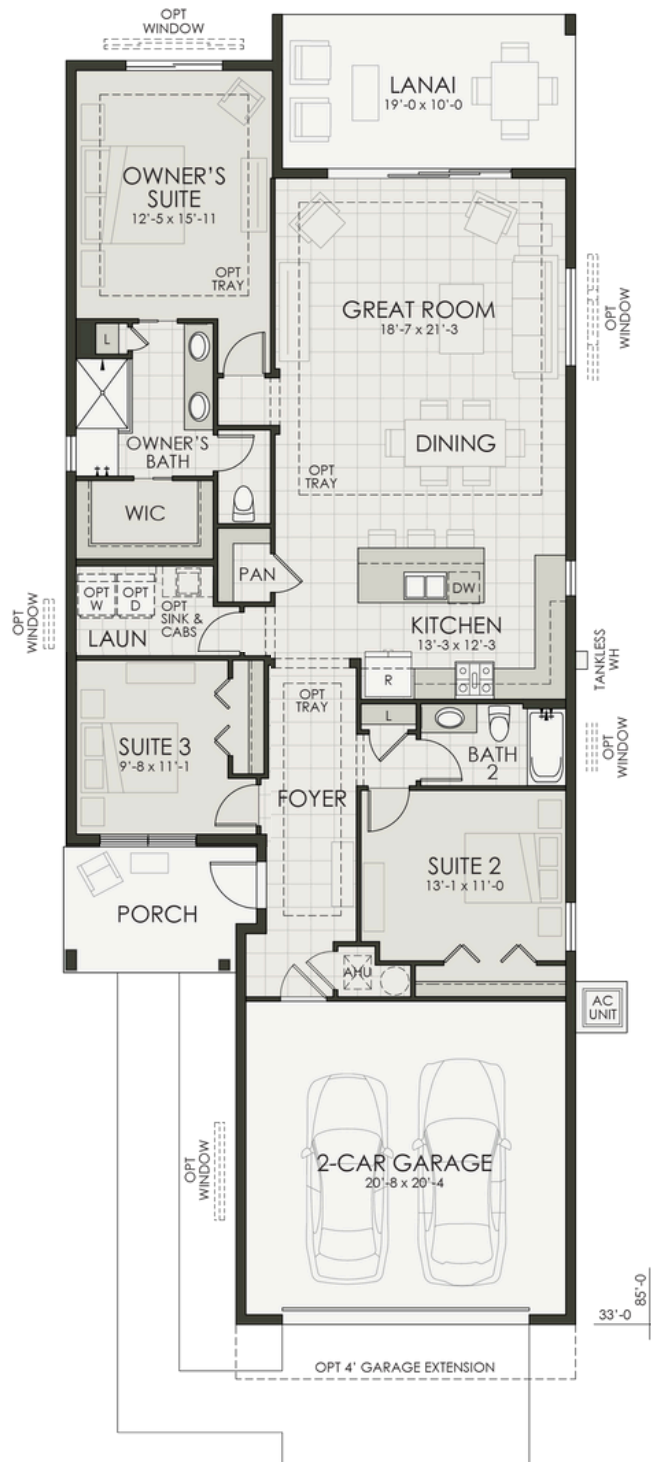 OPT
WINDOW
LANAI
19'-0 x 10'-0
OWNER'S
SUITE
12'-5 x 15'-11
OPT
TRAY
GREAT ROOM
18'-7 x 21'-3
OPT
WINDOW
L
OWNER'S
BATH
DINING
OPT
TRAY
WIC
PAN
OPT
W
OPT
D
OPT
SINK &
CABS
LAUN
OPT
WINDOW
DW
KITCHEN
13'-3 x 12'-3
R
TANKLESS
WH
OPT
TRAY
SUITE 3
9'-8 x 11'-1
L
BATH
2
OPT
WINDOW
FOYER
SUITE 2
13'-1 x 11'-0
PORCH
AHU
AC
UNIT
OPT
WINDOW
2-CAR GARAGE
20'-8 x 20'-4
33'-0
85'-0
OPT 4' GARAGE EXTENSION